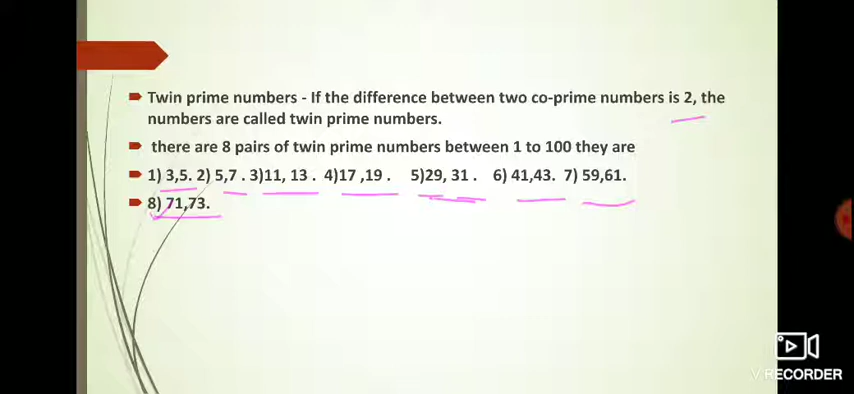 Twin prime numbers - If the difference between two co-prime numbers is 2, the
numbers are called twin prime numbers.
there are 8 pairs of twin prime numbers between 1 to 100 they are
1) 3,5. 2) 5,7 . 3)11, 13 . 4)17 ,19 . 5)29, 31 . 6) 41,43. 7) 59,61.
8) 71,73.
V RECORDER